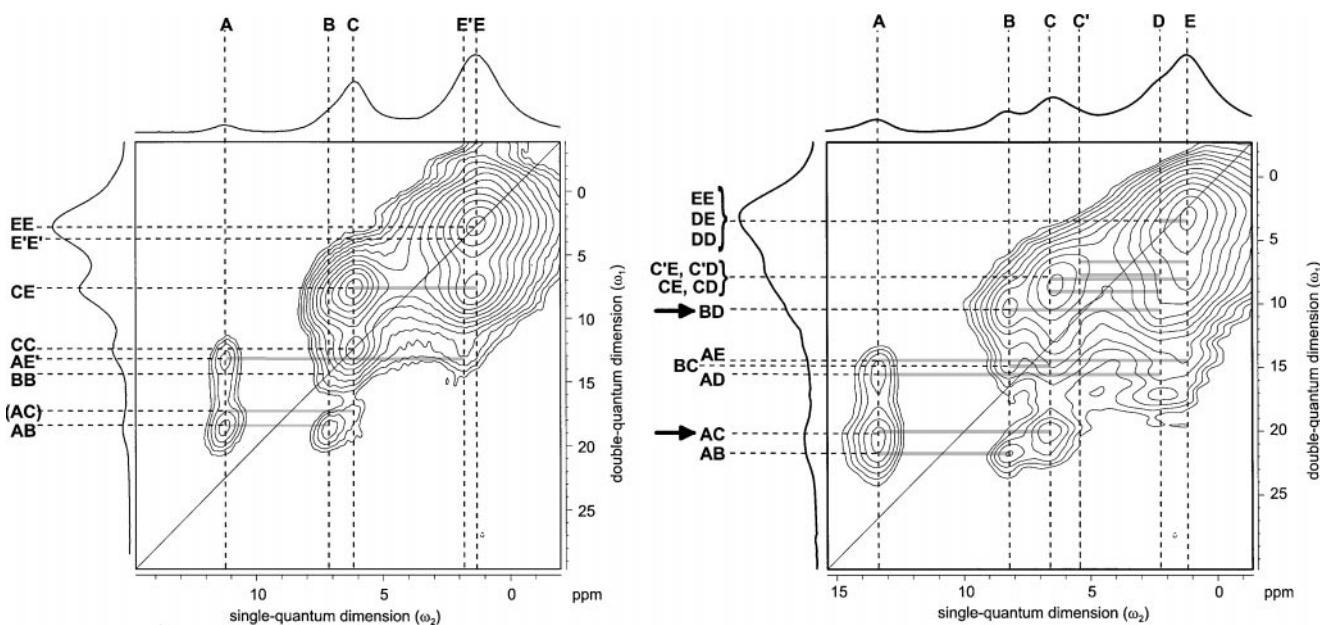 A B C E' E
EE
E'E'
CE
CC
AE'
BB
(AC)
AB
0
5
10
15
20
25
double-quantum dimension (ω₁)
10 5 0 ppm
single-quantum dimension (ω₂)
A B C C' D E
EE
DE
DD
C'E, C'D
CE, CD
BD
AE
BC
AD
AC
AB
0
5
10
15
20
25
double-quantum dimension (ω₁)
15 10 5 0 ppm
single-quantum dimension (ω₂)